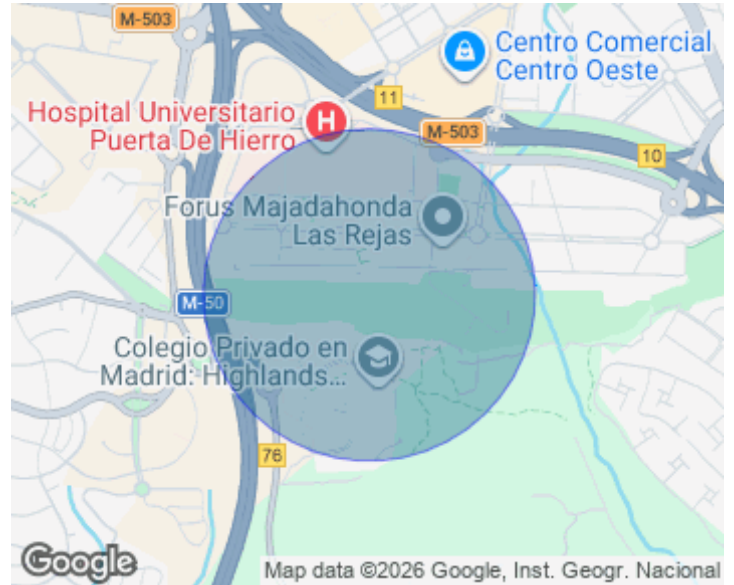 M-503
Centro Comercial
Centro Oeste
11
Hospital Universitario
Puerta De Hierro
H
M-503
10
Forus Majadahonda
Las Rejas
M-50
Colegio Privado en
Madrid: Highlands...
76
Google
Map data ©2026 Google, Inst. Geogr. Nacional